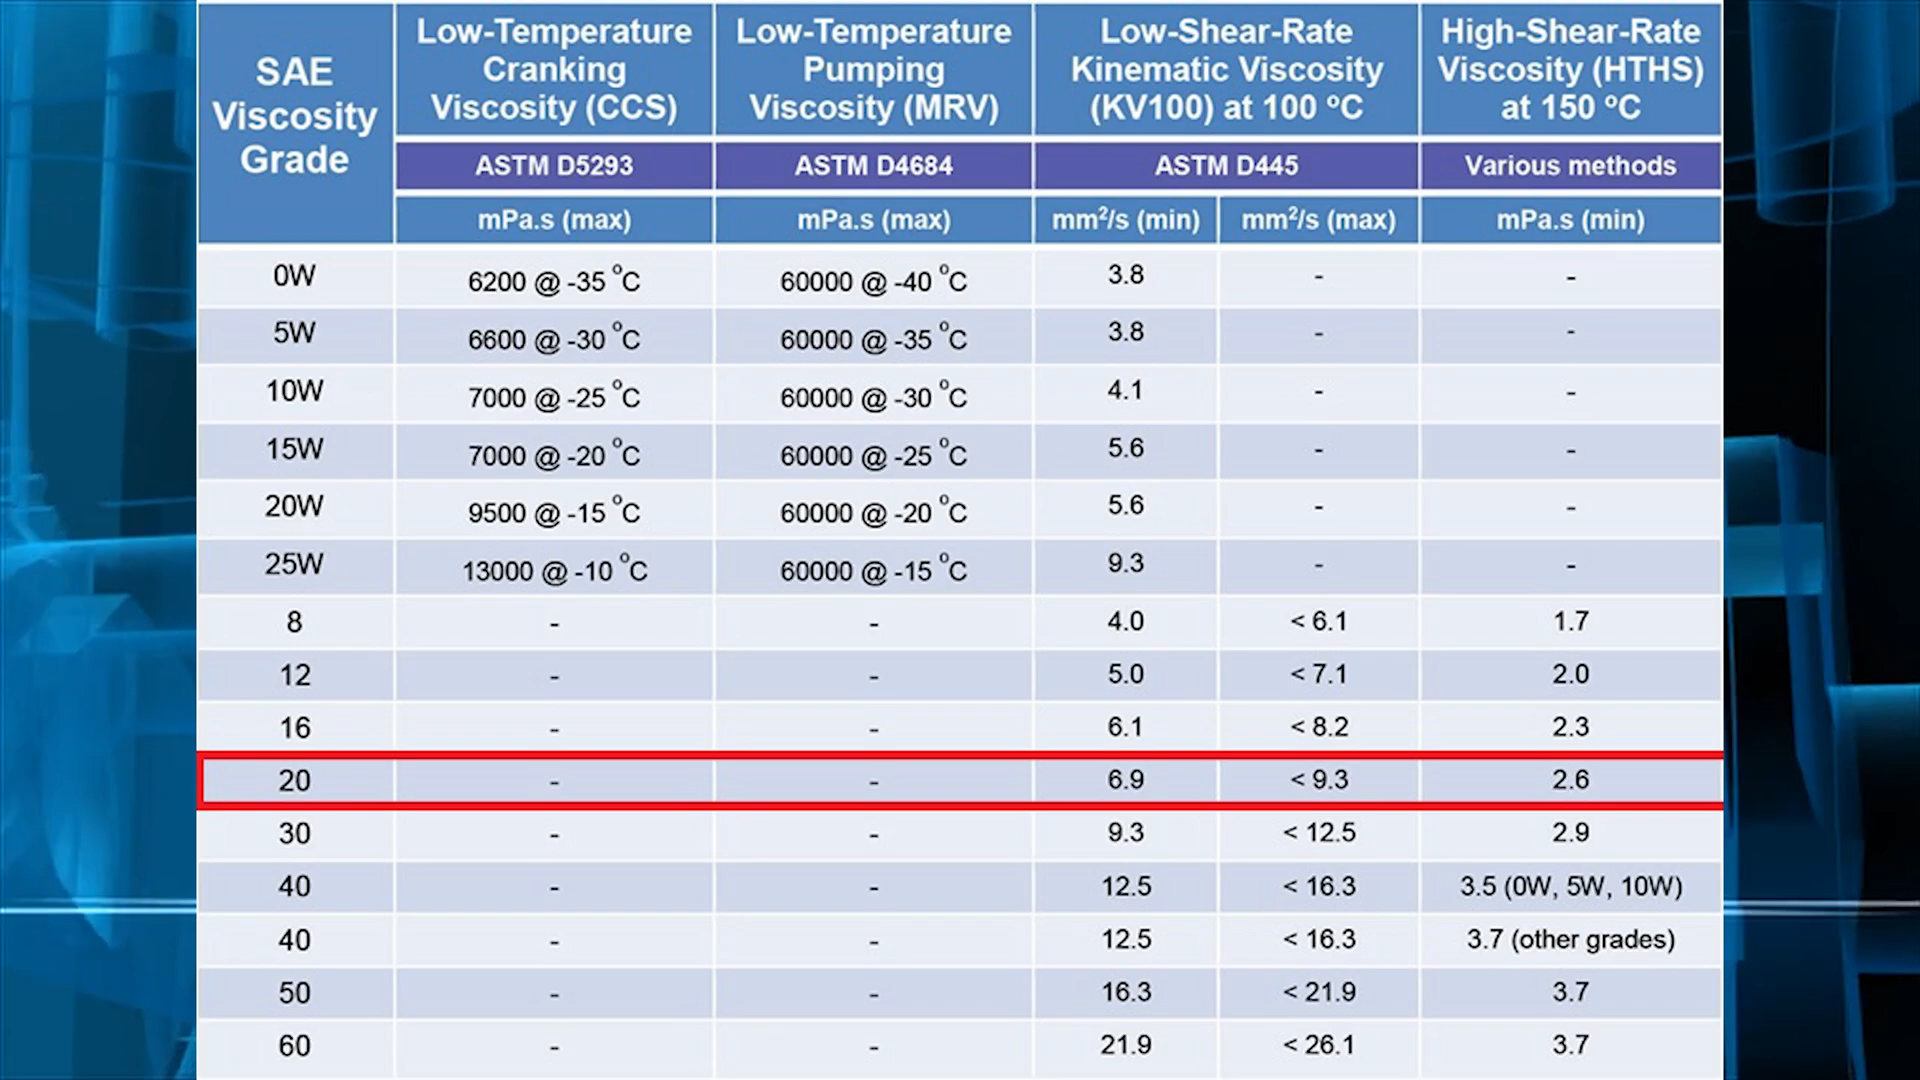 SAE Viscosity Grade
Low-Temperature Cranking Viscosity (CCS)
Low-Temperature Pumping Viscosity (MRV)
Low-Shear-Rate Kinematic Viscosity (KV100) at 100 ºC
High-Shear-Rate Viscosity (HTHS) at 150 ºC
ASTM D5293 ASTM D4684 ASTM D445 Various methods
mPa.s (max) mPa.s (max) mm²/s (min) mm²/s (max) mPa.s (min)
0W 6200 @ -35 °C 60000 @ -40 °C 3.8 - -
5W 6600 @ -30 °C 60000 @ -35 °C 3.8 - -
10W 7000 @ -25 °C 60000 @ -30 °C 4.1 - -
15W 7000 @ -20 °C 60000 @ -25 °C 5.6 - -
20W 9500 @ -15 °C 60000 @ -20 °C 5.6 - -
25W 13000 @ -10 °C 60000 @ -15 °C 9.3 - -
8 - - 4.0 < 6.1 1.7
12 - - 5.0 < 7.1 2.0
16 - - 6.1 < 8.2 2.3
20 - - 6.9 < 9.3 2.6
30 - - 9.3 < 12.5 2.9
40 - - 12.5 < 16.3 3.5 (0W, 5W, 10W)
40 - - 12.5 < 16.3 3.7 (other grades)
50 - - 16.3 < 21.9 3.7
60 - - 21.9 < 26.1 3.7